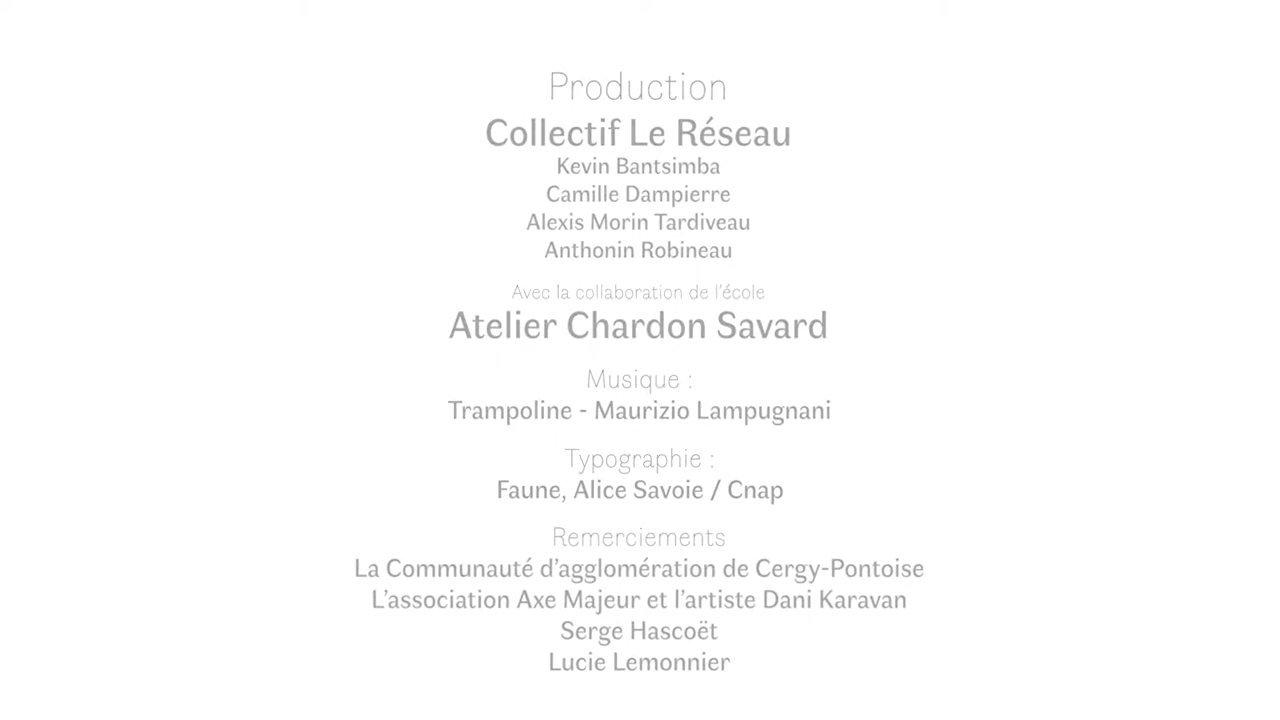 Production
Collectif Le Réseau
Kevin Bantsimba
Camille Dampierre
Alexis Morin Tardiveau
Anthonin Robineau
Avec la collaboration de l’école
Atelier Chardon Savard
Musique :
Trampoline - Maurizio Lampugnani
Typographie :
Faune, Alice Savoie / Cnap
Remerciements
La Communauté d’agglomération de Cergy-Pontoise
L’association Axe Majeur et l’artiste Dani Karavan
Serge Hascoët
Lucie Lemonnier